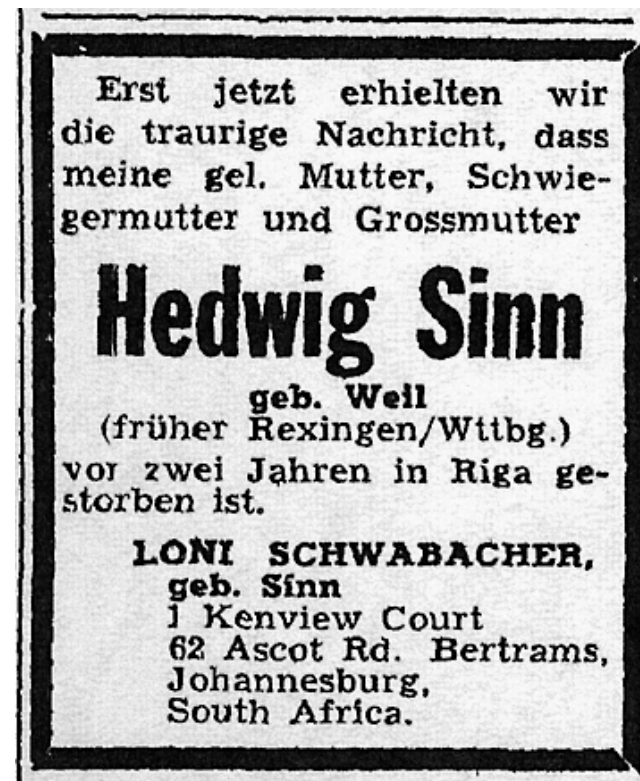 Erst jetzt erhielten wir
die traurige Nachricht, dass
meine gel. Mutter, Schwie-
germutter und Grossmutter
Hedwig Sinn
geb. Weil
(früher Rexingen/Wttbg.)
vor zwei Jahren in Riga ge-
storben ist.
LONI SCHWABACHER,
geb. Sinn
1 Kenview Court
62 Ascot Rd. Bertrams,
Johannesburg,
South Africa.